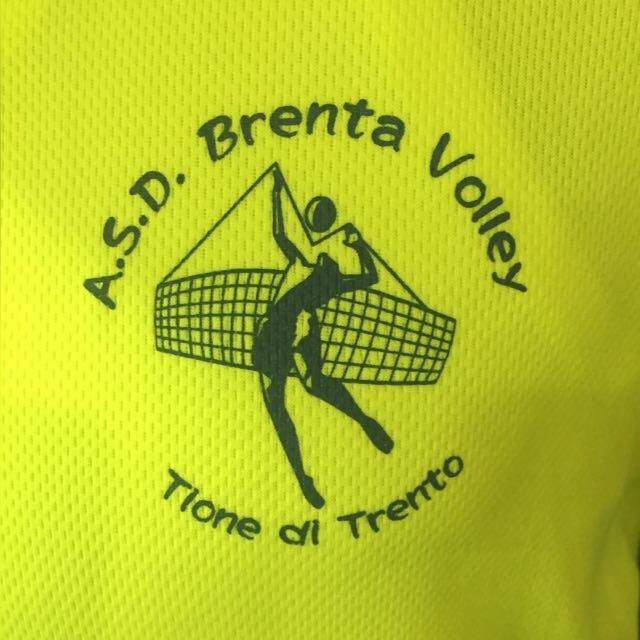 A.S.D. Brenta Volley
Tione di Trento